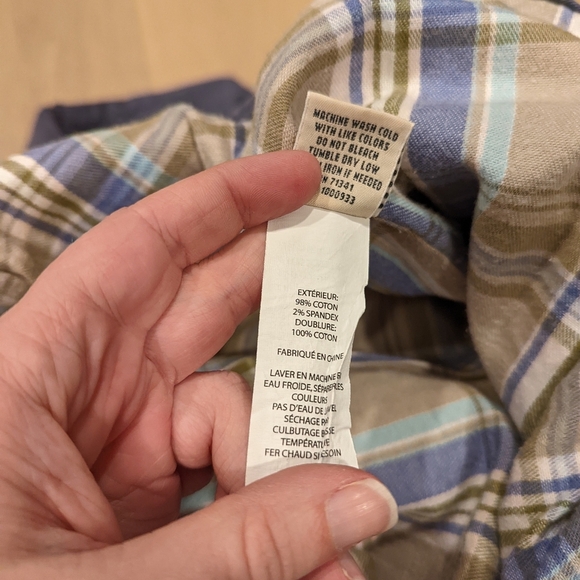 MACHINE WASH COLD
WITH LIKE COLORS
DO NOT BLEACH
TUMBLE DRY LOW
IRON IF NEEDED
N 71341
1000933
EXTÉRIEUR:
98% COTON
2% SPANDEX
DOUBLURE:
100% COTON
FABRIQUÉ EN CHINE
LAVER EN MACHINE
EAU FROIDE,
COULEURS
PAS D'EAU DE
SÉCHAGE
CULBUTAGE
TEMPÉRATURE
FER CHAUD SI BESOIN